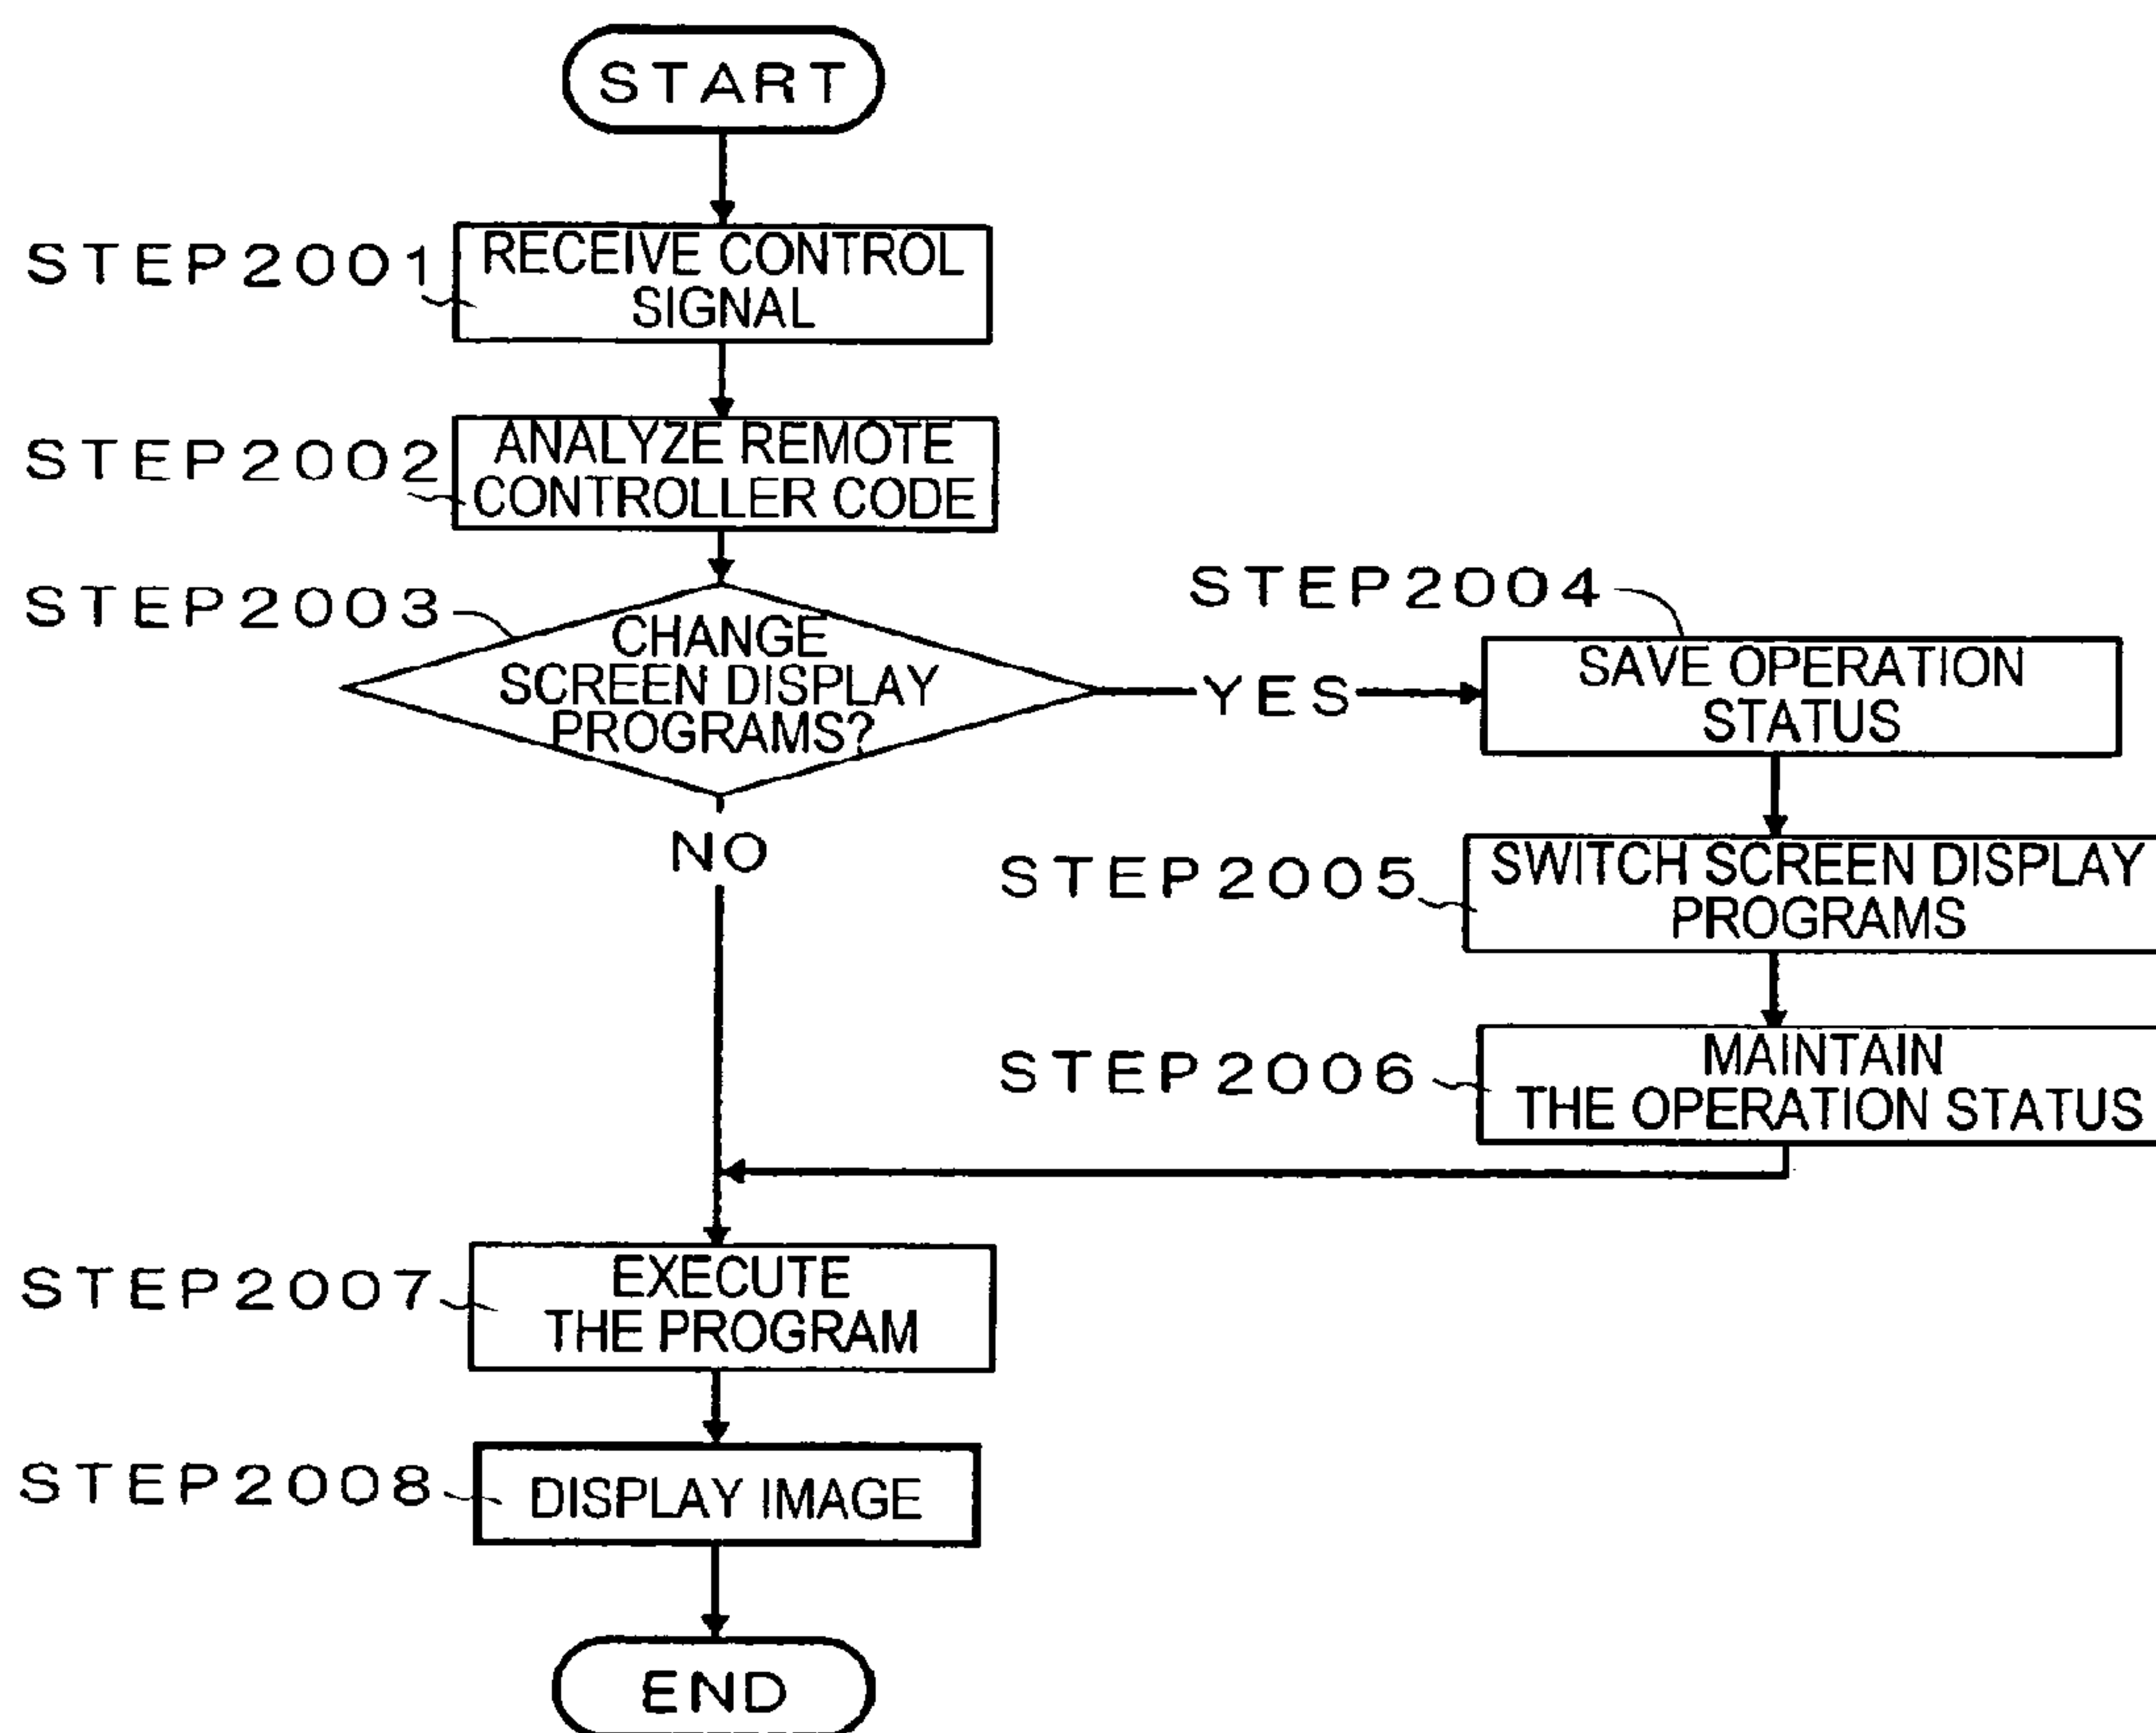 START
STEP2001
RECEIVE CONTROL
SIGNAL
STEP2002
ANALYZE REMOTE
CONTROLLER CODE
STEP2003
CHANGE
SCREEN DISPLAY
PROGRAMS?
YES
STEP2004
SAVE OPERATION
STATUS
NO
STEP2005
SWITCH SCREEN DISPLAY
PROGRAMS
STEP2006
MAINTAIN
THE OPERATION STATUS
STEP2007
EXECUTE
THE PROGRAM
STEP2008
DISPLAY IMAGE
END